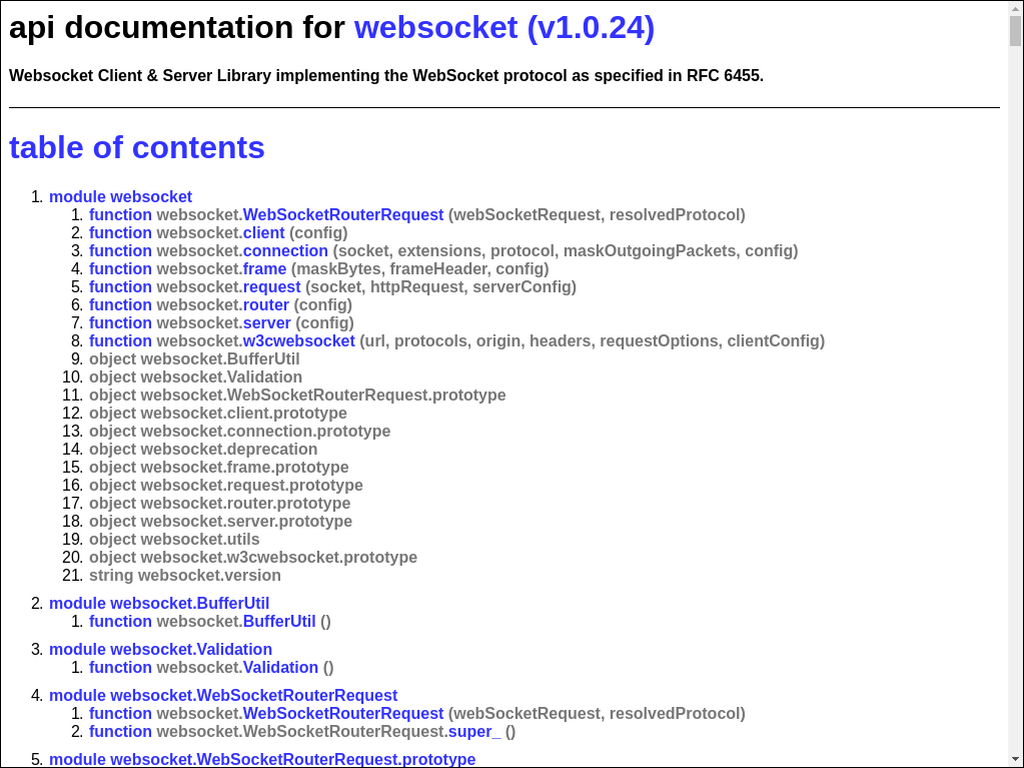 api documentation for websocket (v1.0.24)
Websocket Client & Server Library implementing the WebSocket protocol as specified in RFC 6455.
table of contents
1. module websocket
1. function websocket.WebSocketRouterRequest (webSocketRequest, resolvedProtocol)
2. function websocket.client (config)
3. function websocket.connection (socket, extensions, protocol, maskOutgoingPackets, config)
4. function websocket.frame (maskBytes, frameHeader, config)
5. function websocket.request (socket, httpRequest, serverConfig)
6. function websocket.router (config)
7. function websocket.server (config)
8. function websocket.w3cwebsocket (url, protocols, origin, headers, requestOptions, clientConfig)
9. object websocket.BufferUtil
10. object websocket.Validation
11. object websocket.WebSocketRouterRequest.prototype
12. object websocket.client.prototype
13. object websocket.connection.prototype
14. object websocket.deprecation
15. object websocket.frame.prototype
16. object websocket.request.prototype
17. object websocket.router.prototype
18. object websocket.server.prototype
19. object websocket.utils
20. object websocket.w3cwebsocket.prototype
21. string websocket.version
2. module websocket.BufferUtil
1. function websocket.BufferUtil ()
3. module websocket.Validation
1. function websocket.Validation ()
4. module websocket.WebSocketRouterRequest
1. function websocket.WebSocketRouterRequest (webSocketRequest, resolvedProtocol)
2. function websocket.WebSocketRouterRequest.super_ ()
5. module websocket.WebSocketRouterRequest.prototype